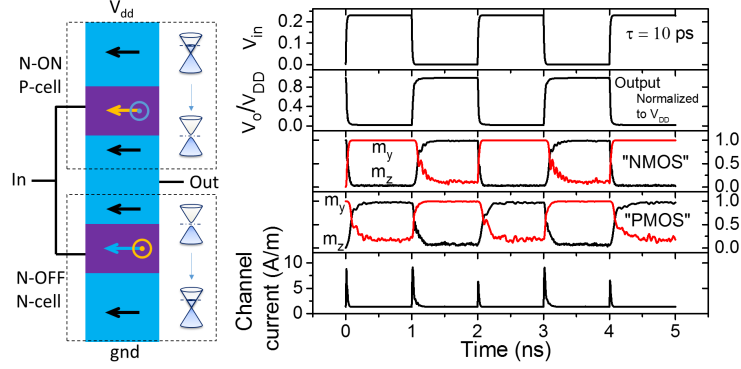 V_dd
N-ON
P-cell
In
Out
N-OFF
N-cell
gnd
V_in
0.2
0.0
τ = 10 ps
V_o/V_DD
0.8
0.4
0.0
Output
Normalized
to V_DD
m_y
m_z
"NMOS"
1.0
0.5
0.0
m_y
m_z
"PMOS"
1.0
0.5
0.0
Channel
current (A/m)
10
5
0
0 1 2 3 4 5
Time (ns)